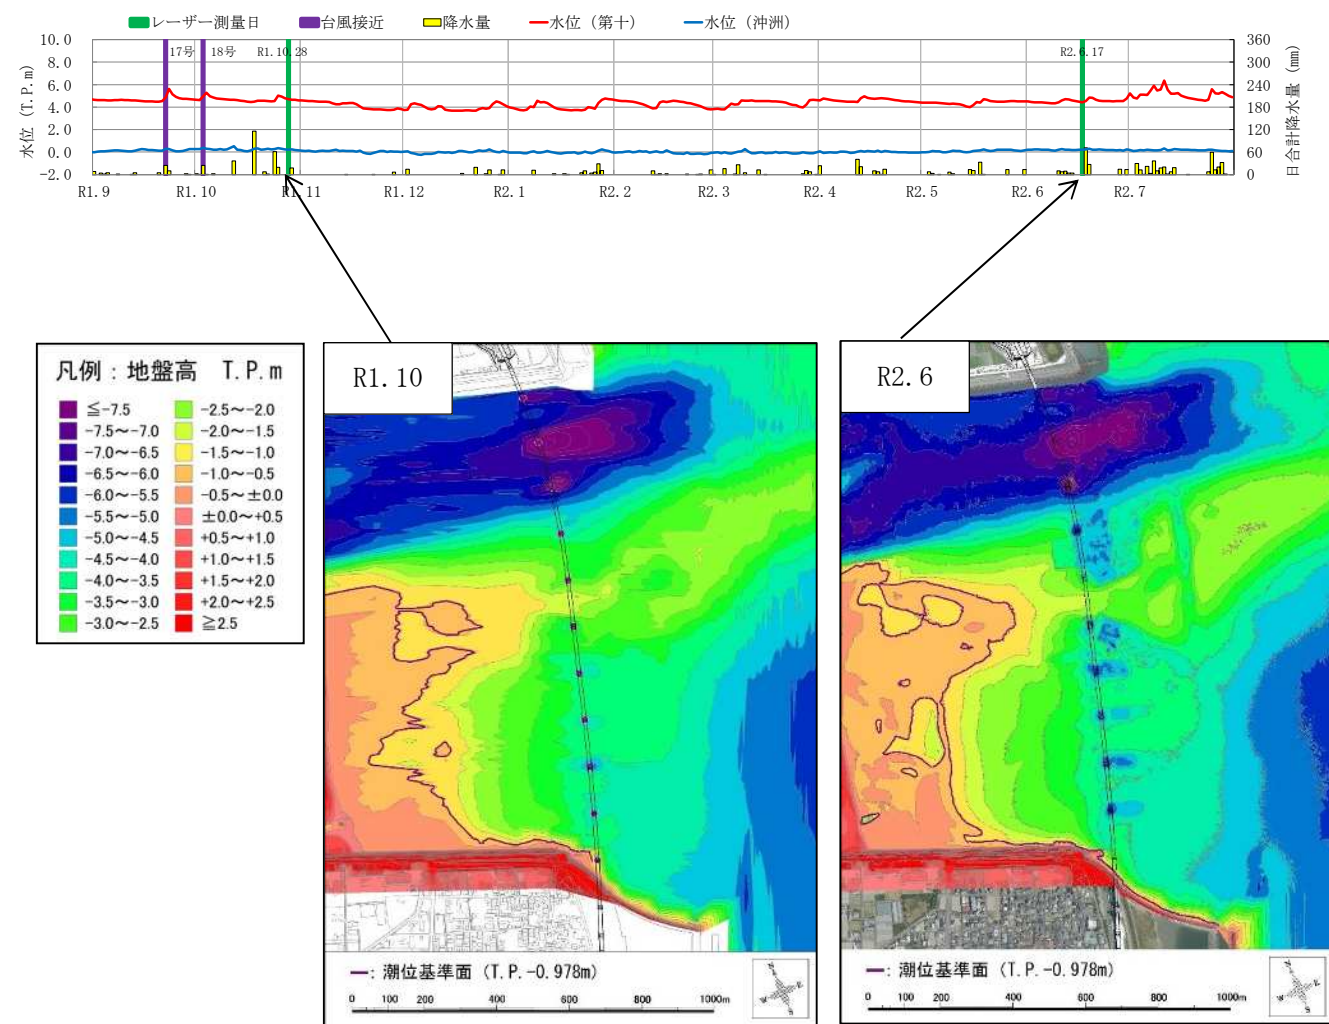 レーザー測量日 台風接近 降水量 水位（第十） 水位（沖洲）
17号 18号 R1.10.28 R2.6.17
水位（T.P.m）
10.0
8.0
6.0
4.0
2.0
0.0
-2.0
日合計降水量（mm）
360
300
240
180
120
60
0
R1.9 R1.10 R1.11 R1.12 R2.1 R2.2 R2.3 R2.4 R2.5 R2.6 R2.7
凡例：地盤高 T.P.m
≦-7.5
-7.5～-7.0
-7.0～-6.5
-6.5～-6.0
-6.0～-5.5
-5.5～-5.0
-5.0～-4.5
-4.5～-4.0
-4.0～-3.5
-3.5～-3.0
-3.0～-2.5
-2.5～-2.0
-2.0～-1.5
-1.5～-1.0
-1.0～-0.5
-0.5～±0.0
±0.0～+0.5
+0.5～+1.0
+1.0～+1.5
+1.5～+2.0
+2.0～+2.5
≧2.5
R1.10
━：潮位基準面（T.P.-0.978m）
0 100 200 400 600 800 1000m
N E W S
R2.6
━：潮位基準面（T.P.-0.978m）
0 100 200 400 600 800 1000m
N E W S